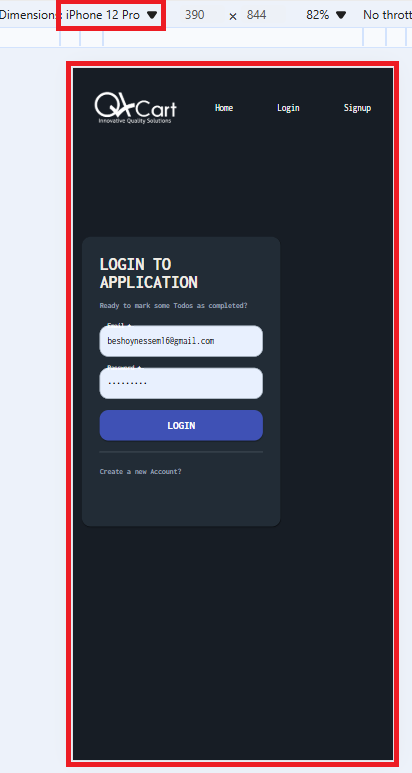 Dimensions: iPhone 12 Pro ▼ 390 × 844 82% ▼ No thrott
QACart
Innovative Quality Solutions
Home Login Signup
LOGIN TO
APPLICATION
Ready to mark some Todos as completed?
Email *
beshoynessem16@gmail.com
Password *
•••••••••
LOGIN
Create a new Account?